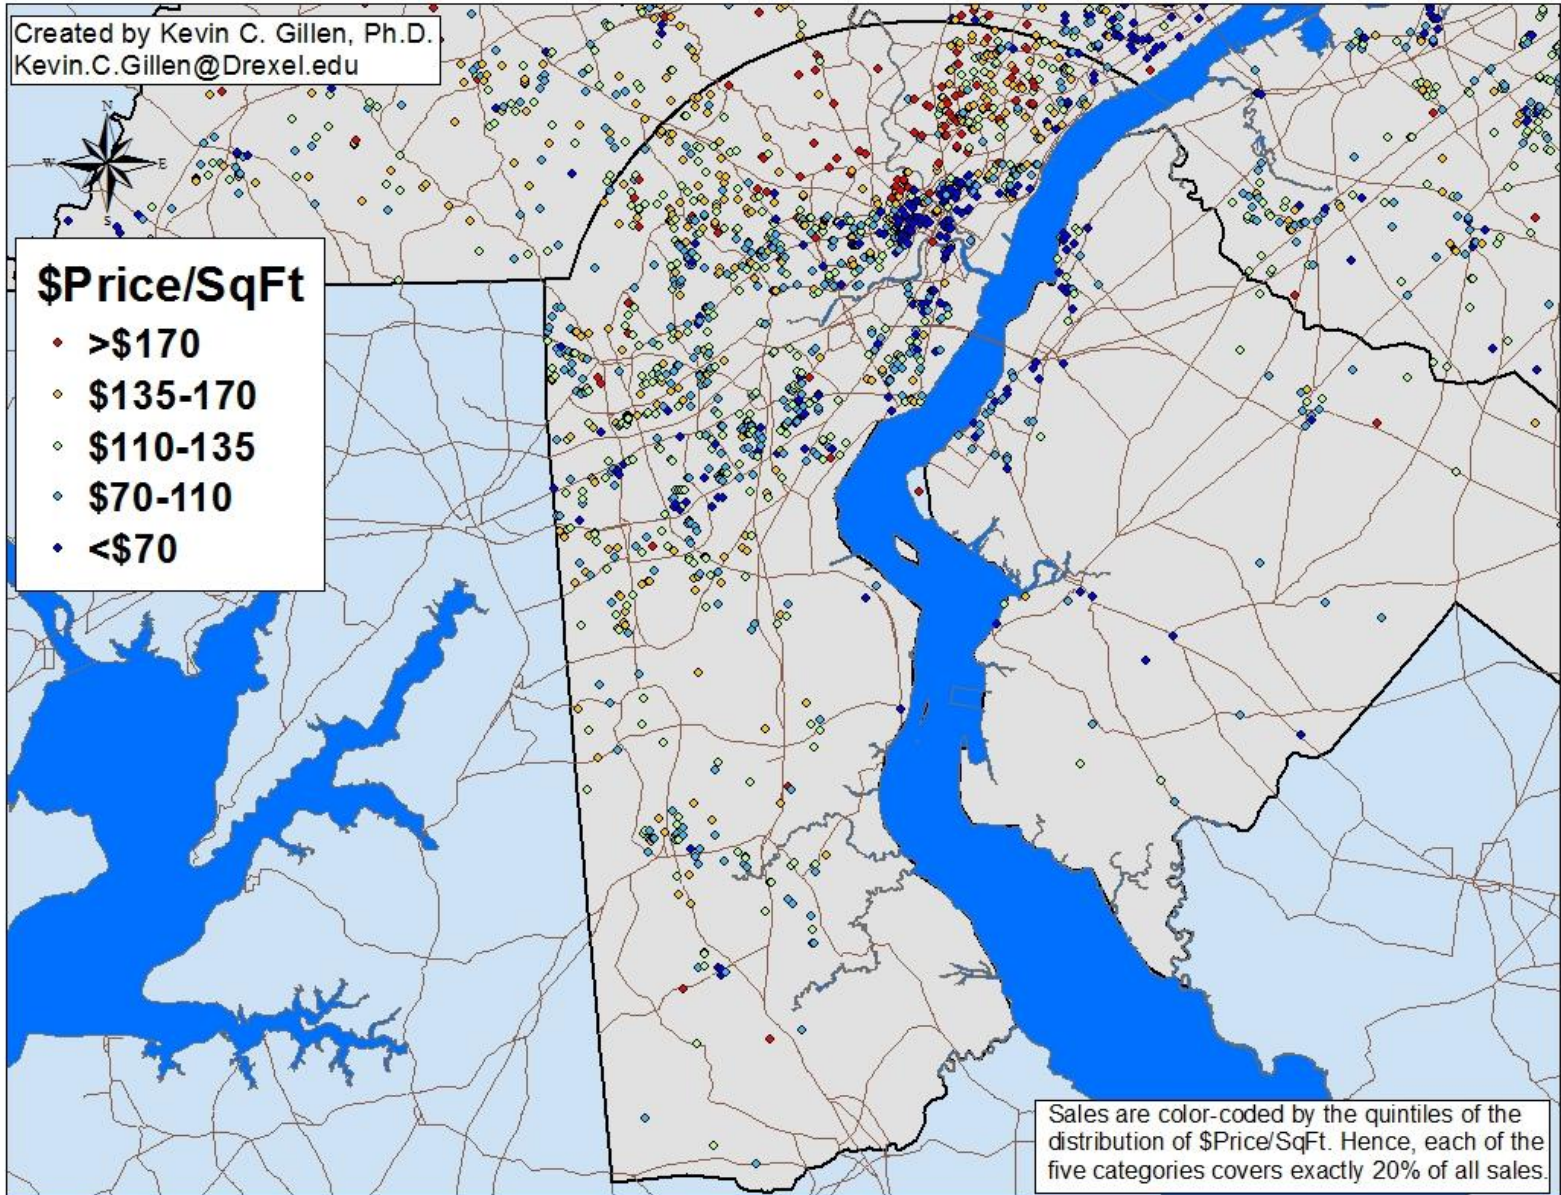 Created by Kevin C. Gillen, Ph.D.
Kevin.C.Gillen@Drexel.edu
N
W
E
S
$Price/SqFt
>$170
$135-170
$110-135
$70-110
<$70
Sales are color-coded by the quintiles of the
distribution of $Price/SqFt. Hence, each of the
five categories covers exactly 20% of all sales.